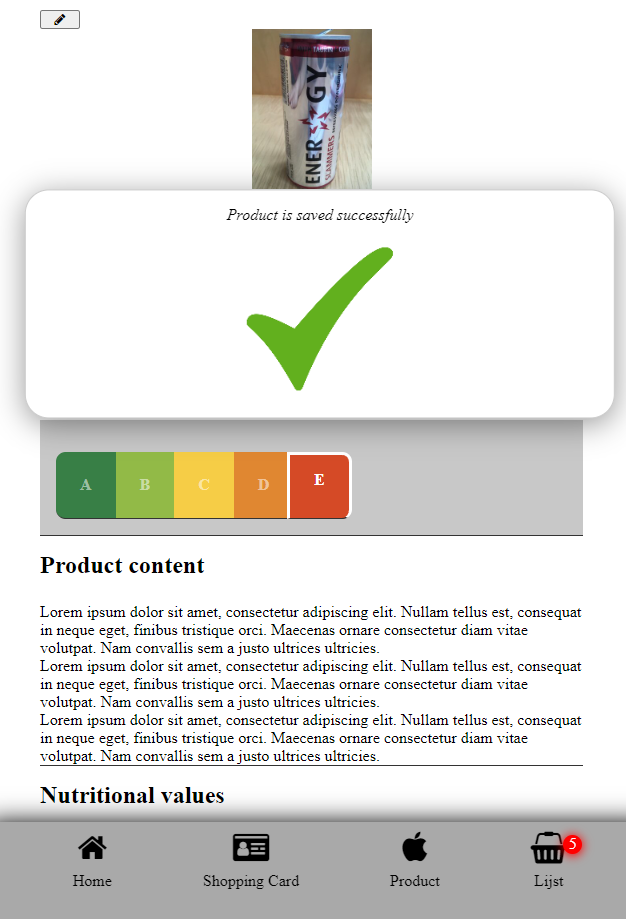 ENERGY
SLAMMERS
Product is saved successfully
A B C D E
Product content
Lorem ipsum dolor sit amet, consectetur adipiscing elit. Nullam tellus est, consequat
in neque eget, finibus tristique orci. Maecenas ornare consectetur diam vitae
volutpat. Nam convallis sem a justo ultrices ultricies.
Lorem ipsum dolor sit amet, consectetur adipiscing elit. Nullam tellus est, consequat
in neque eget, finibus tristique orci. Maecenas ornare consectetur diam vitae
volutpat. Nam convallis sem a justo ultrices ultricies.
Lorem ipsum dolor sit amet, consectetur adipiscing elit. Nullam tellus est, consequat
in neque eget, finibus tristique orci. Maecenas ornare consectetur diam vitae
volutpat. Nam convallis sem a justo ultrices ultricies.
Nutritional values
5
Home Shopping Card Product Lijst